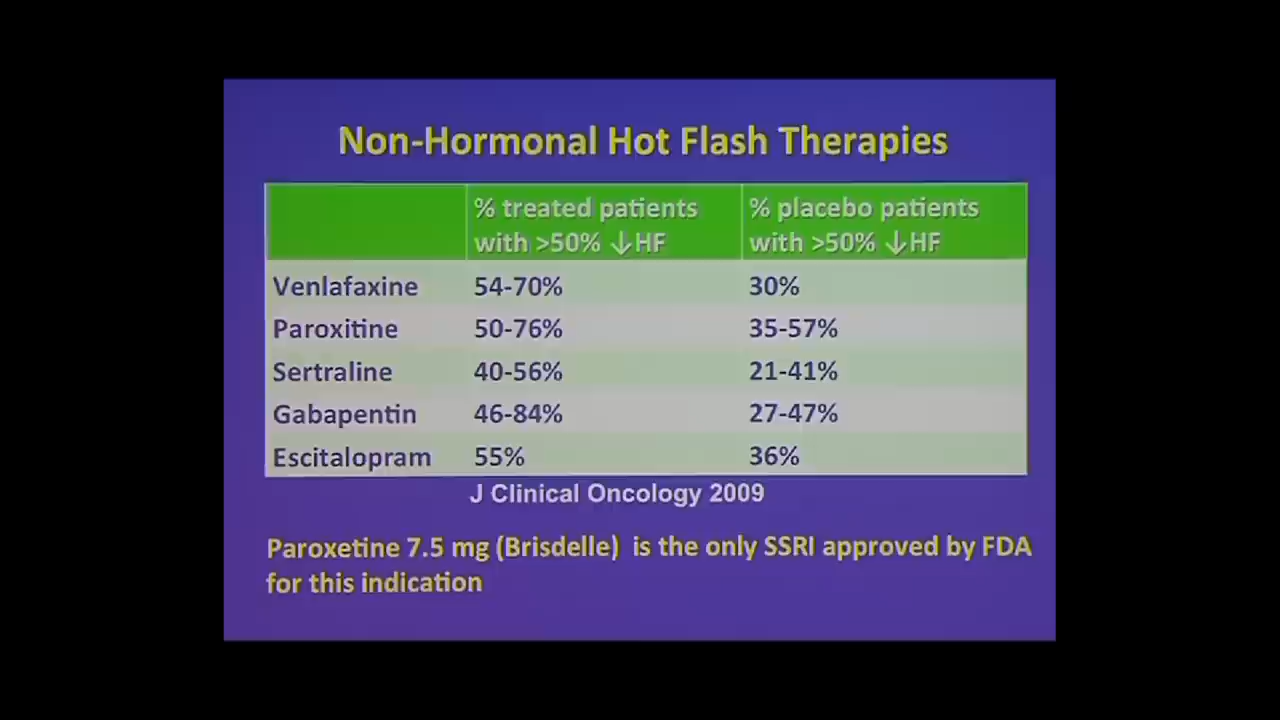 Non-Hormonal Hot Flash Therapies
% treated patients
with >50% ↓HF
% placebo patients
with >50% ↓HF
Venlafaxine 54-70% 30%
Paroxitine 50-76% 35-57%
Sertraline 40-56% 21-41%
Gabapentin 46-84% 27-47%
Escitalopram 55% 36%
J Clinical Oncology 2009
Paroxetine 7.5 mg (Brisdelle) is the only SSRI approved by FDA
for this indication